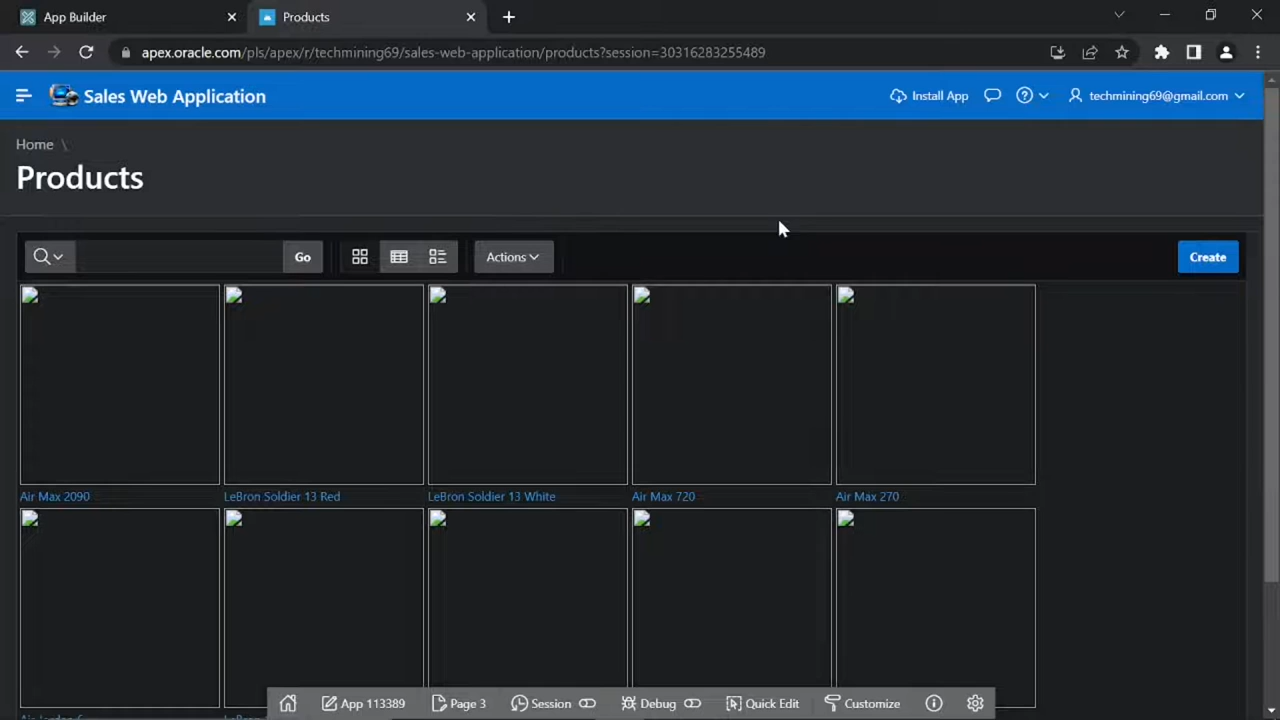 App Builder
Products
apex.oracle.com/pls/apex/r/techmining69/sales-web-application/products?session=30316283255489
Sales Web Application
Install App
techmining69@gmail.com
Home \
Products
Go
Actions
Create
Air Max 2090
LeBron Soldier 13 Red
LeBron Soldier 13 White
Air Max 720
Air Max 270
App 113389
Page 3
Session
Debug
Quick Edit
Customize